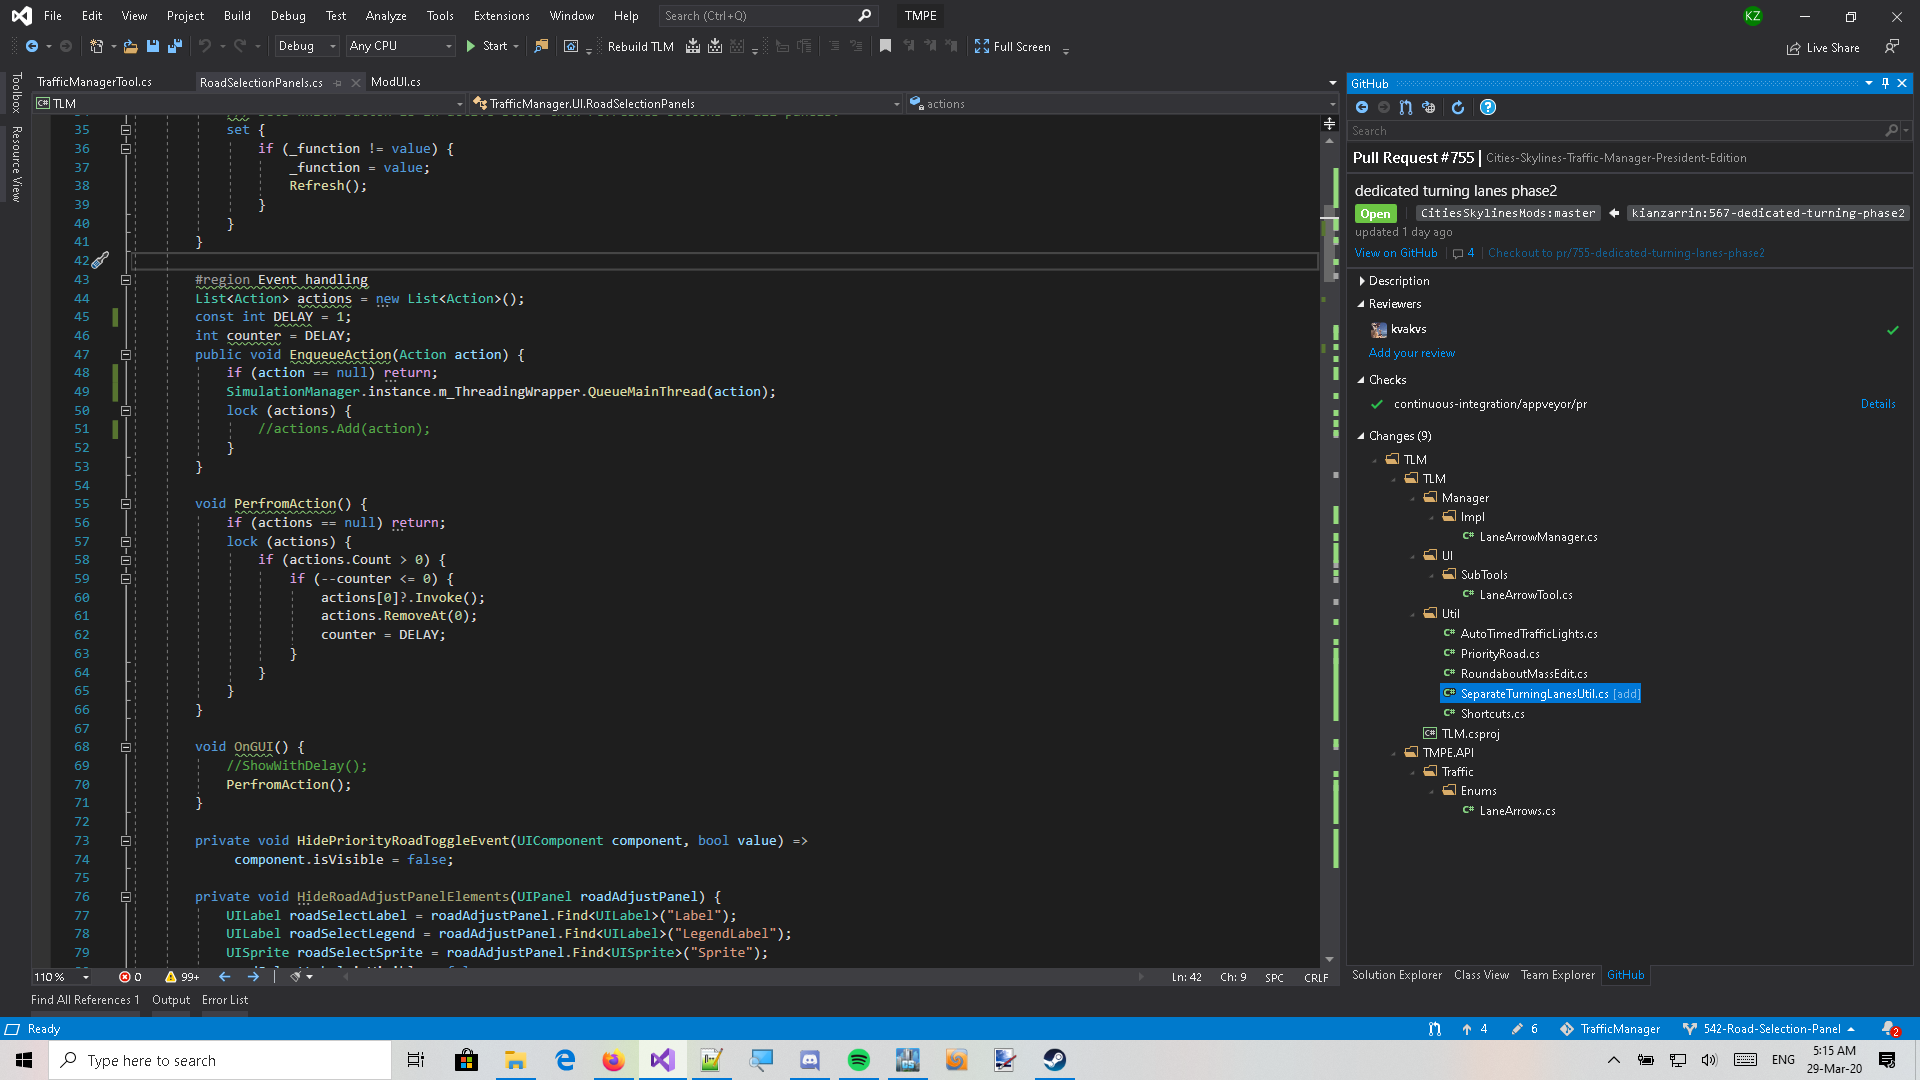 File Edit View Project Build Debug Test Analyze Tools Extensions Window Help Search (Ctrl+Q) TMPE KZ
Debug Any CPU Start Rebuild TLM Full Screen Live Share
Toolbox
Resource View
TrafficManagerTool.cs RoadSelectionPanels.cs ModUI.cs
C# TLM TrafficManager.UI.RoadSelectionPanels actions
35 set {
36 if (_function != value) {
37 _function = value;
38 Refresh();
39 }
40 }
41 }
42
43 #region Event handling
44 List<Action> actions = new List<Action>();
45 const int DELAY = 1;
46 int counter = DELAY;
47 public void EnqueueAction(Action action) {
48 if (action == null) return;
49 SimulationManager.instance.m_ThreadingWrapper.QueueMainThread(action);
50 lock (actions) {
51 //actions.Add(action);
52 }
53 }
54
55 void PerfromAction() {
56 if (actions == null) return;
57 lock (actions) {
58 if (actions.Count > 0) {
59 if (--counter <= 0) {
60 actions[0]?.Invoke();
61 actions.RemoveAt(0);
62 counter = DELAY;
63 }
64 }
65 }
66 }
67
68 void OnGUI() {
69 //ShowWithDelay();
70 PerfromAction();
71 }
72
73 private void HidePriorityRoadToggleEvent(UIComponent component, bool value) =>
74 component.isVisible = false;
75
76 private void HideRoadAdjustPanelElements(UIPanel roadAdjustPanel) {
77 UILabel roadSelectLabel = roadAdjustPanel.Find<UILabel>("Label");
78 UILabel roadSelectLegend = roadAdjustPanel.Find<UILabel>("LegendLabel");
79 UISprite roadSelectSprite = roadAdjustPanel.Find<UISprite>("Sprite");
110 % 0 99+ Ln: 42 Ch: 9 SPC CRLF
Find All References 1 Output Error List
GitHub
Search
Pull Request #755 | Cities-Skylines-Traffic-Manager-President-Edition
dedicated turning lanes phase2
Open CitiesSkylinesMods:master kianzarrin:567-dedicated-turning-phase2
updated 1 day ago
View on GitHub 4 Checkout to pr/755-dedicated-turning-lanes-phase2
Description
Reviewers
kvakvs
Add your review
Checks
continuous-integration/appveyor/pr Details
Changes (9)
TLM
TLM
Manager
Impl
C# LaneArrowManager.cs
UI
SubTools
C# LaneArrowTool.cs
Util
C# AutoTimedTrafficLights.cs
C# PriorityRoad.cs
C# RoundaboutMassEdit.cs
C# SeparateTurningLanesUtil.cs [add]
C# Shortcuts.cs
C# TLM.csproj
TMPE.API
Traffic
Enums
C# LaneArrows.cs
Solution Explorer Class View Team Explorer GitHub
Ready 4 6 TrafficManager 542-Road-Selection-Panel 2
Type here to search ENG 5:15 AM
29-Mar-20